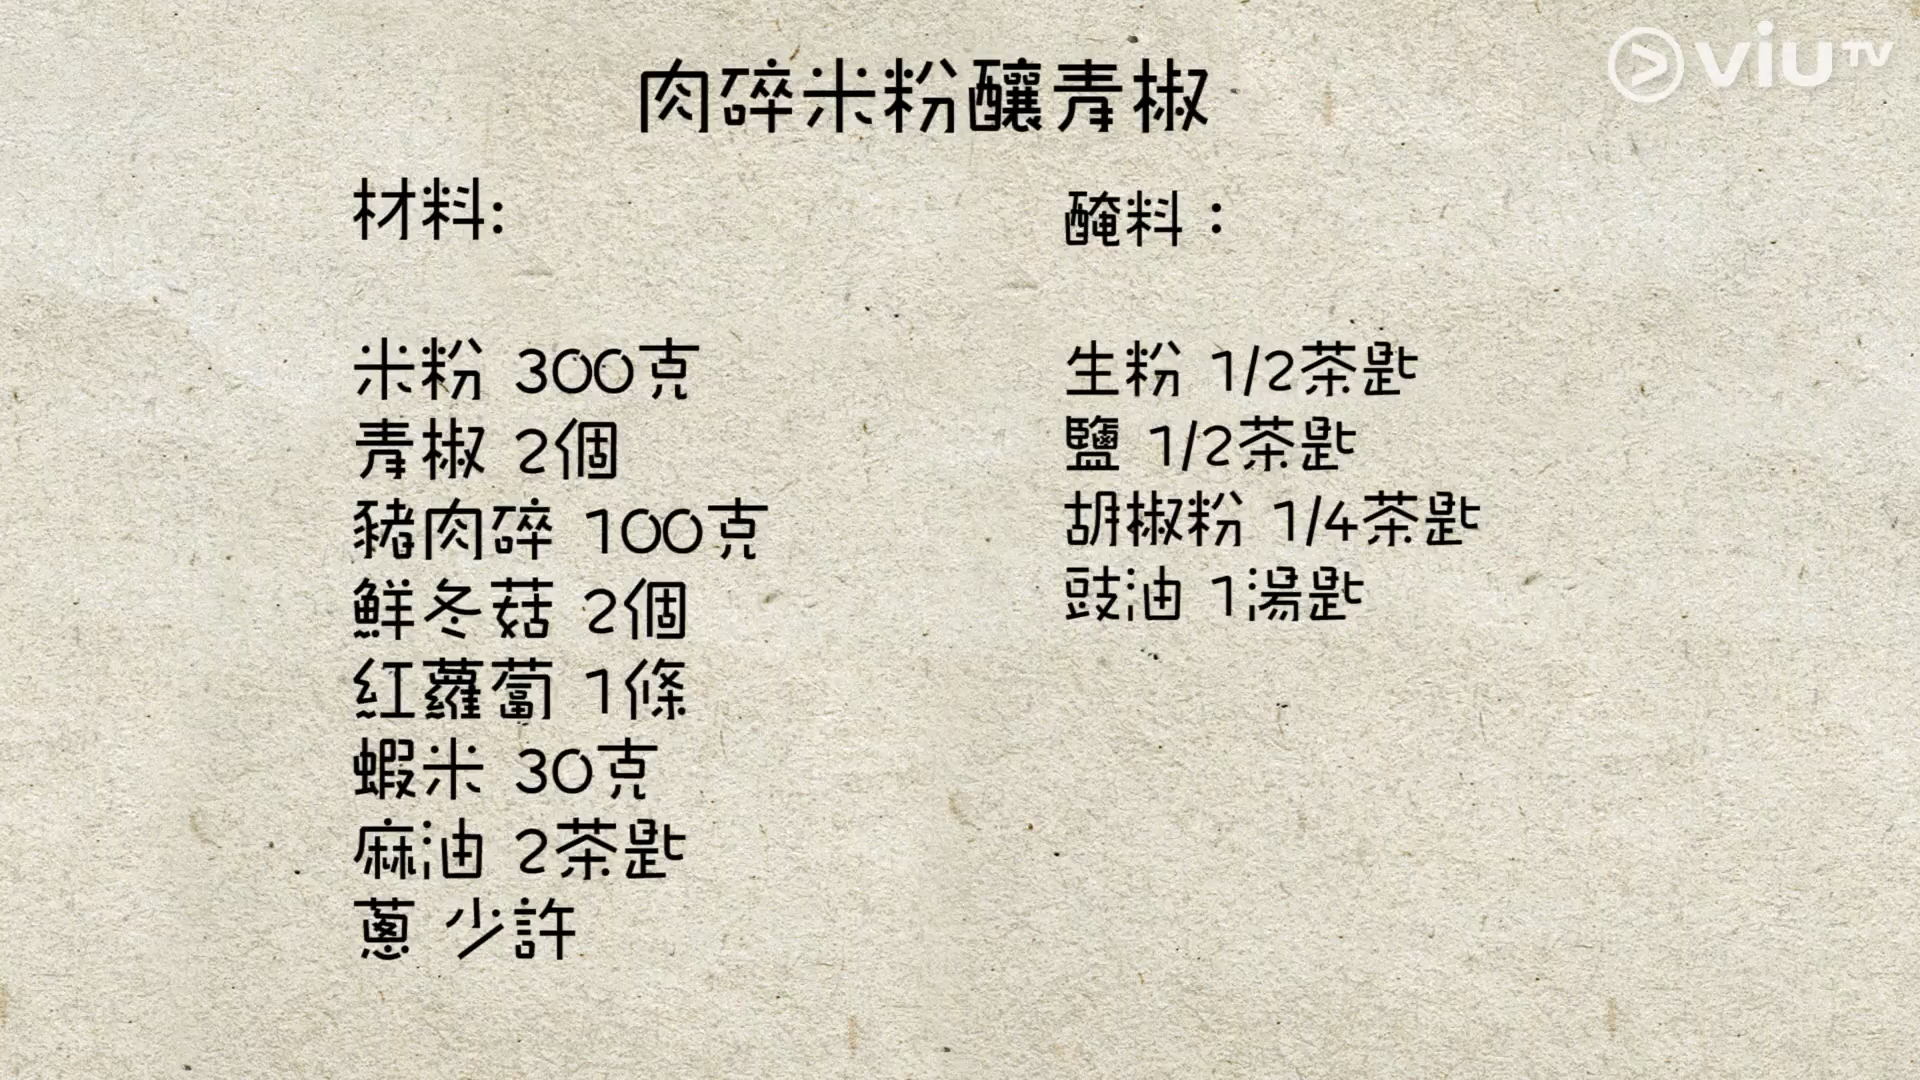 肉碎米粉釀青椒
viuTV
材料:
米粉 300克
青椒 2個
豬肉碎 100克
鮮冬菇 2個
紅蘿蔔 1條
蝦米 30克
麻油 2茶匙
蔥 少許
醃料：
生粉 1/2茶匙
鹽 1/2茶匙
胡椒粉 1/4茶匙
豉油 1湯匙